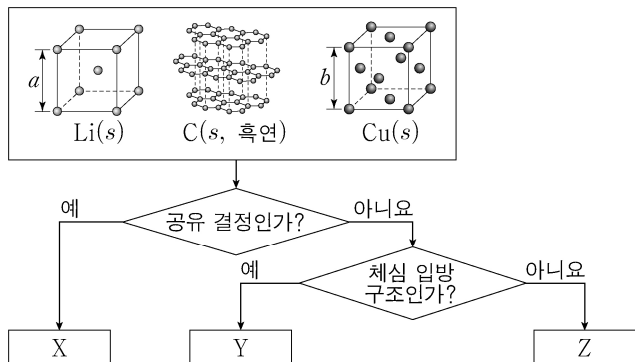 a
b
Li(s)
C(s, 흑연)
Cu(s)
예
공유 결정인가?
아니요
예
체심 입방
구조인가?
아니요
X
Y
Z